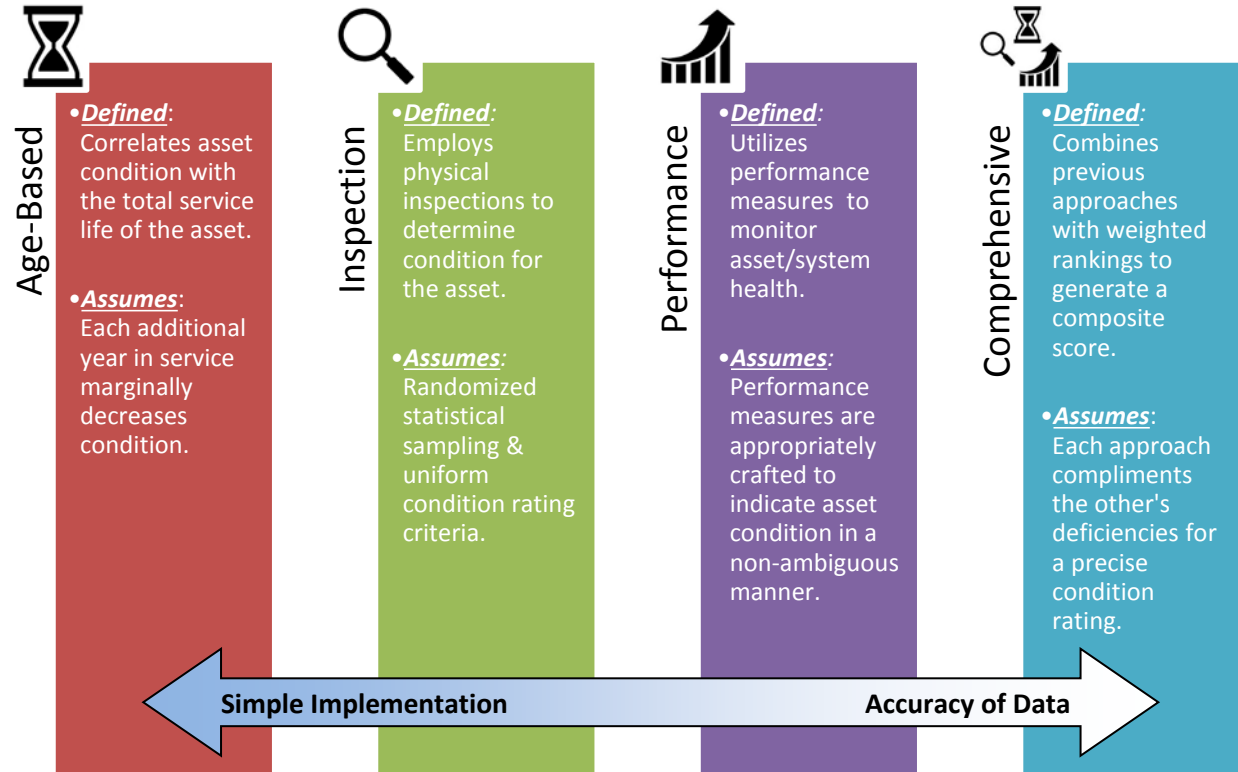 Age-Based
•Defined:
Correlates asset
condition with
the total service
life of the asset.
•Assumes:
Each additional
year in service
marginally
decreases
condition.
Inspection
•Defined:
Employs
physical
inspections to
determine
condition for
the asset.
•Assumes:
Randomized
statistical
sampling &
uniform
condition rating
criteria.
Performance
•Defined:
Utilizes
performance
measures to
monitor
asset/system
health.
•Assumes:
Performance
measures are
appropriately
crafted to
indicate asset
condition in a
non-ambiguous
manner.
Comprehensive
•Defined:
Combines
previous
approaches
with weighted
rankings to
generate a
composite
score.
•Assumes:
Each approach
compliments
the other's
deficiencies for
a precise
condition
rating.
Simple Implementation
Accuracy of Data